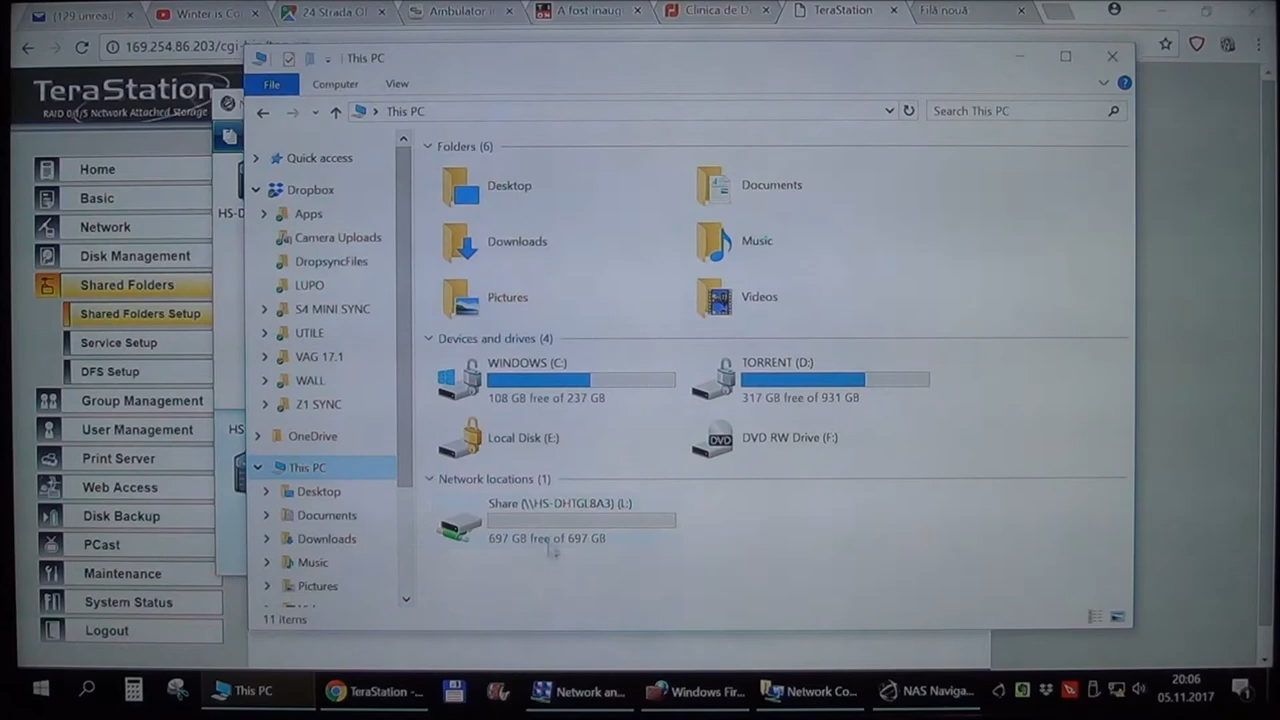 (129 unread
Winter is Co
24 Strada Ol
Ambulator
A fost inaug
Clinica de D
TeraStation
Filă nouă
169.254.86.203/cgi-
TeraStation
RAID 0/1/5 Network Attached Storage
Home
Basic
Network
Disk Management
Shared Folders
Shared Folders Setup
Service Setup
DFS Setup
Group Management
User Management
Print Server
Web Access
Disk Backup
PCast
Maintenance
System Status
Logout
HS-D
HS
This PC
File
Computer
View
This PC
Search This PC
Quick access
Dropbox
Apps
Camera Uploads
DropsyncFiles
LUPO
S4 MINI SYNC
UTILE
VAG 17.1
WALL
Z1 SYNC
OneDrive
This PC
Desktop
Documents
Downloads
Music
Pictures
Folders (6)
Desktop
Documents
Downloads
Music
Pictures
Videos
Devices and drives (4)
WINDOWS (C:)
108 GB free of 237 GB
TORRENT (D:)
317 GB free of 931 GB
Local Disk (E:)
DVD
DVD RW Drive (F:)
Network locations (1)
Share (\\HS-DHTGL8A3) (L:)
697 GB free of 697 GB
11 items
This PC
TeraStation -...
Network an...
Windows Fir...
Network Co...
NAS Naviga...
20:06
05.11.2017